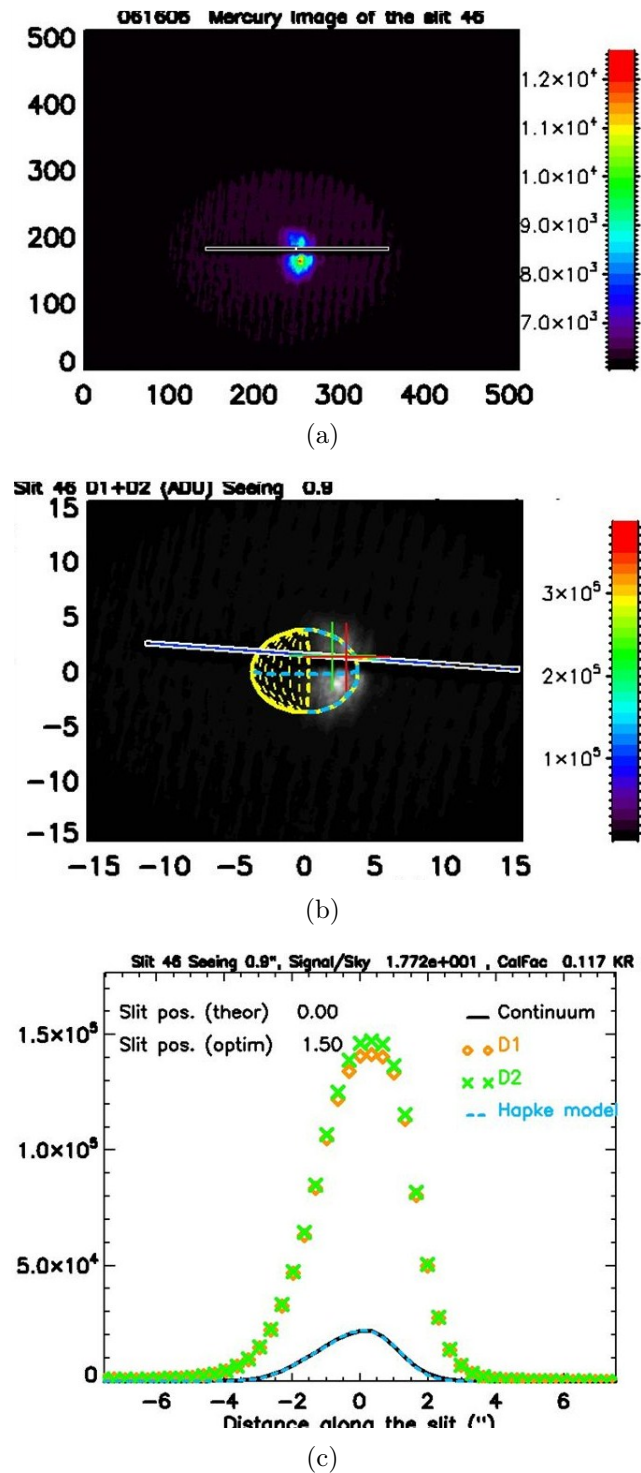 061606 Mercury image of the slit 46
500
400
300
200
100
0
0 100 200 300 400 500
1.2×10⁴
1.1×10⁴
1.0×10⁴
9.0×10³
8.0×10³
7.0×10³
(a)
Slit 46 D1+D2 (ADU) Seeing 0.9
15
10
5
0
−5
−10
−15
−15 −10 −5 0 5 10 15
3×10⁵
2×10⁵
1×10⁵
(b)
Slit 46 Seeing 0.9", Signal/Sky 1.772e+001 , CalFac 0.117 KR
Slit pos. (theor) 0.00
Slit pos. (optim) 1.50
Continuum
D1
D2
Hapke model
1.5×10⁵
1.0×10⁵
5.0×10⁴
0
−6 −4 −2 0 2 4 6
Distance along the slit (")
(c)